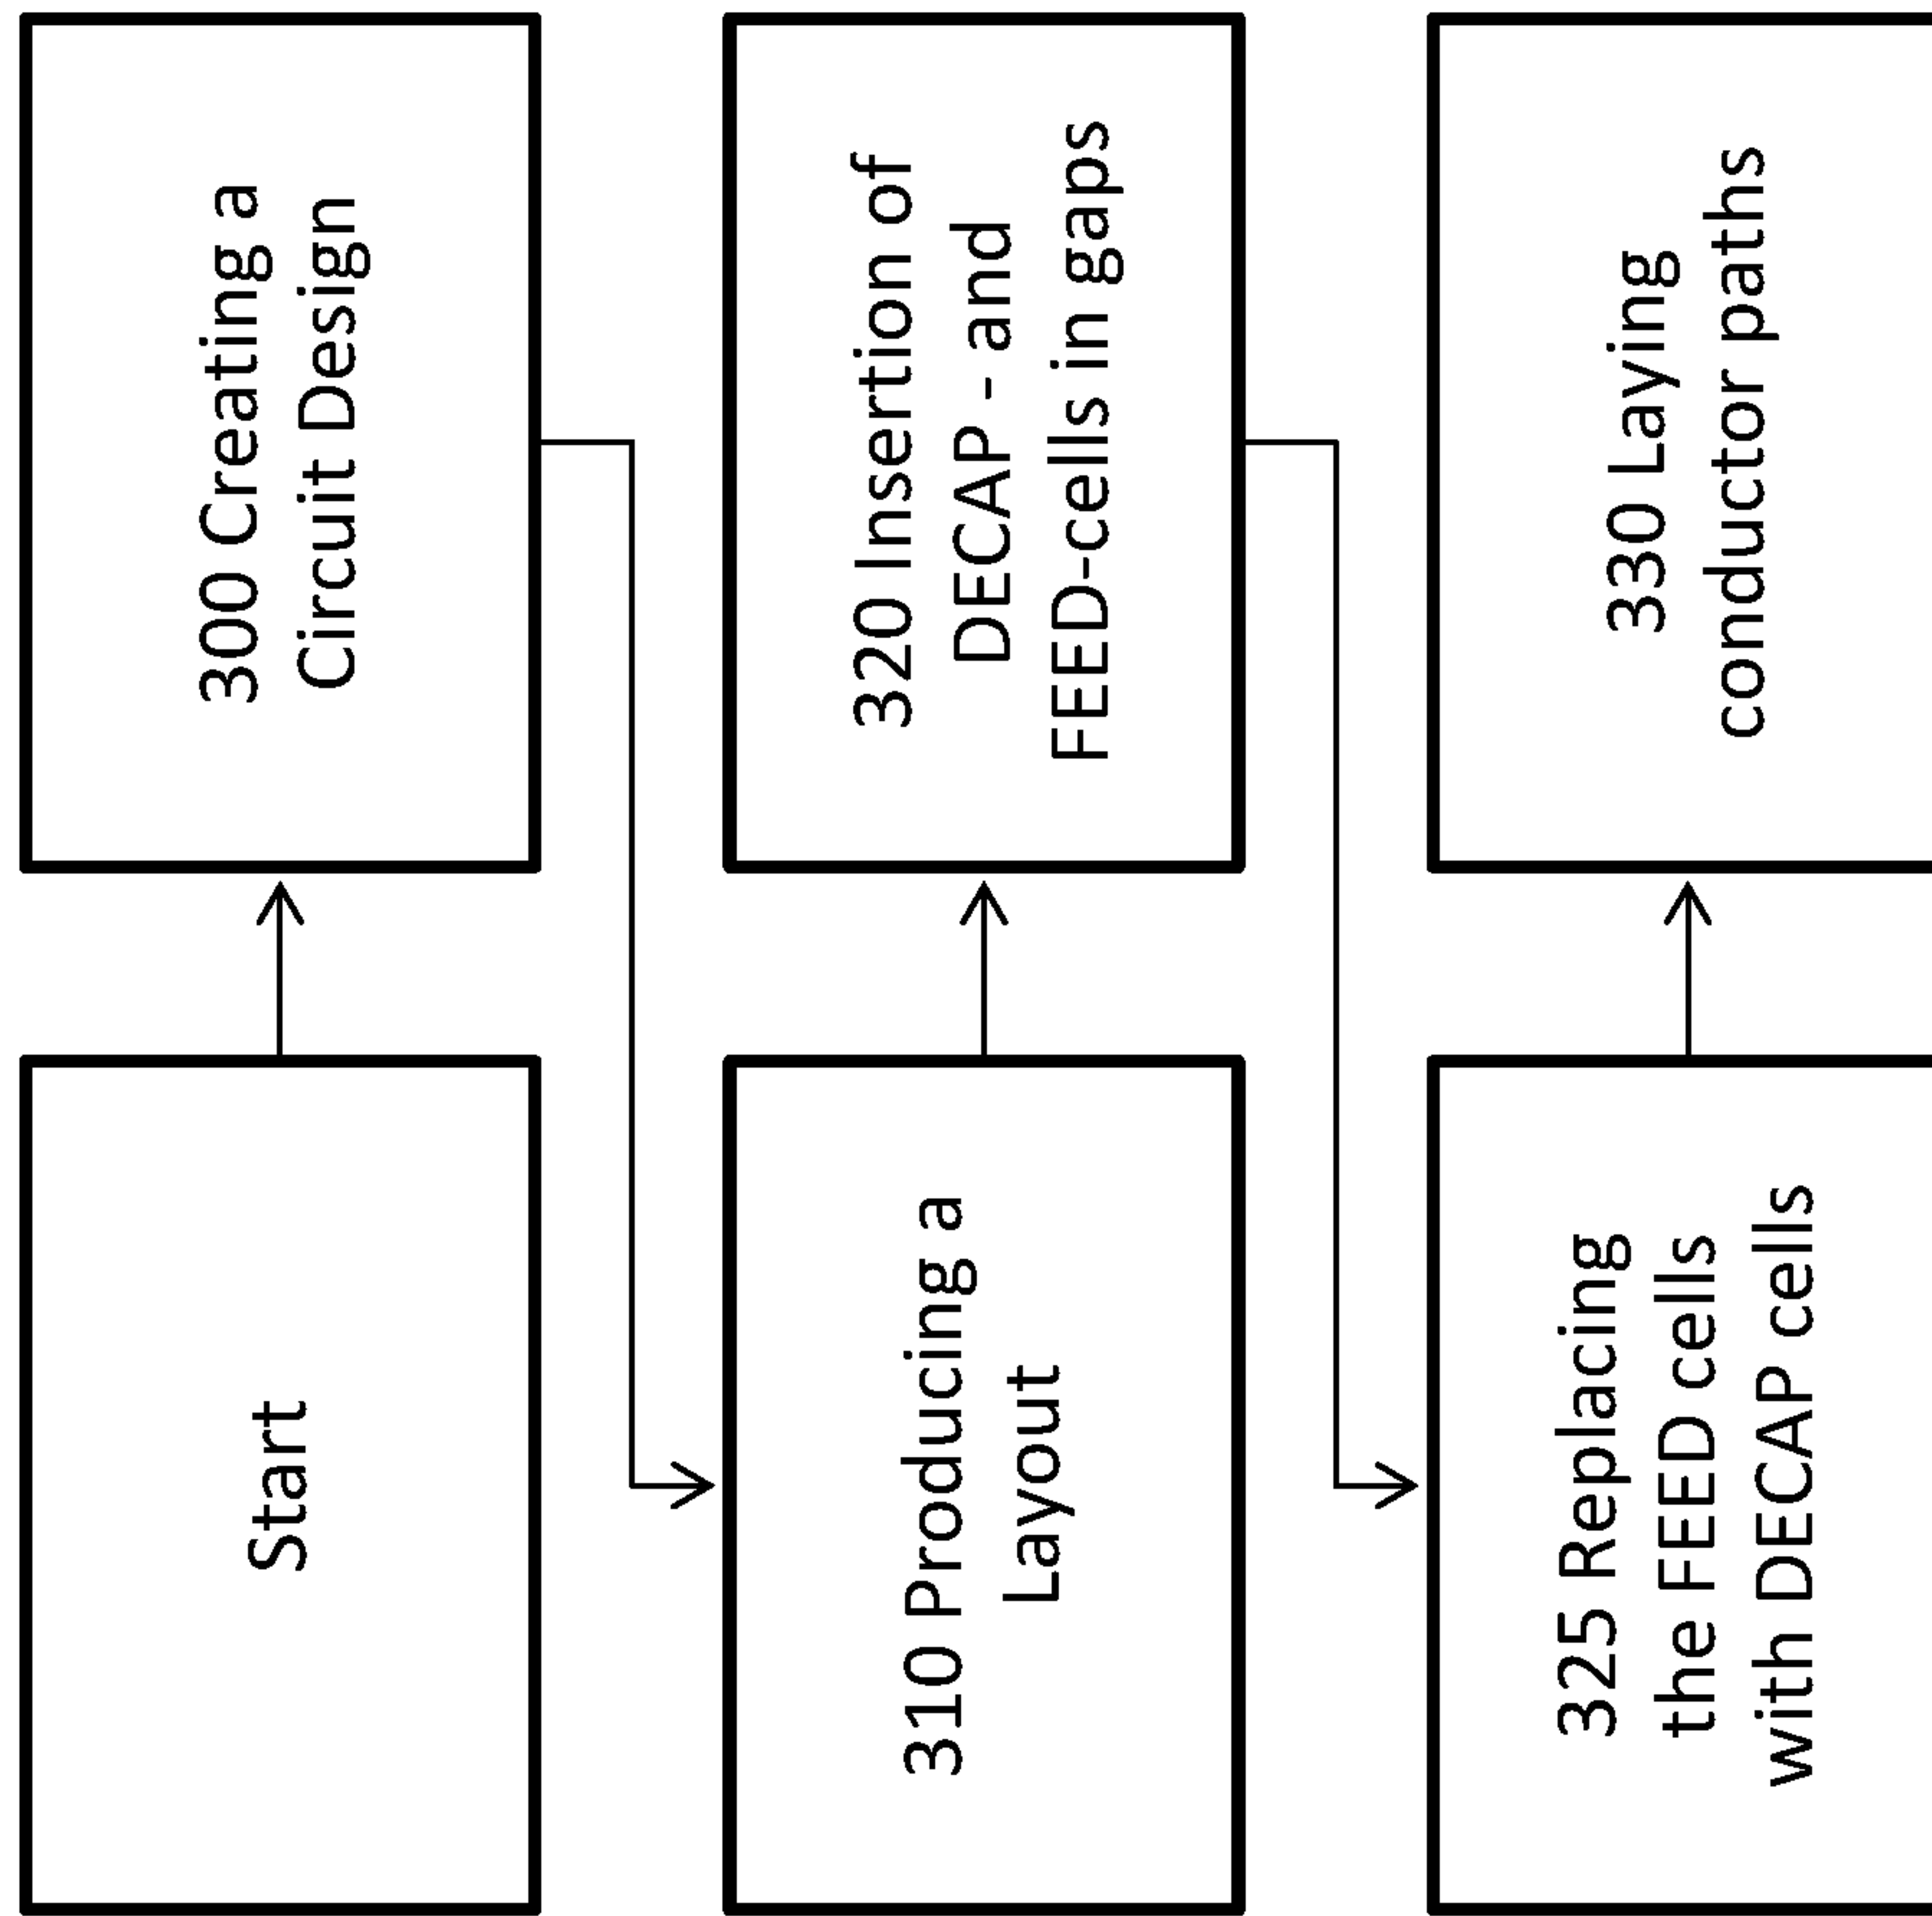 Start
300 Creating a
Circuit Design
310 Producing a
Layout
320 Insertion of
DECAP - and
FEED-cells in gaps
325 Replacing
the FEED cells
with DECAP cells
330 Laying
conductor paths